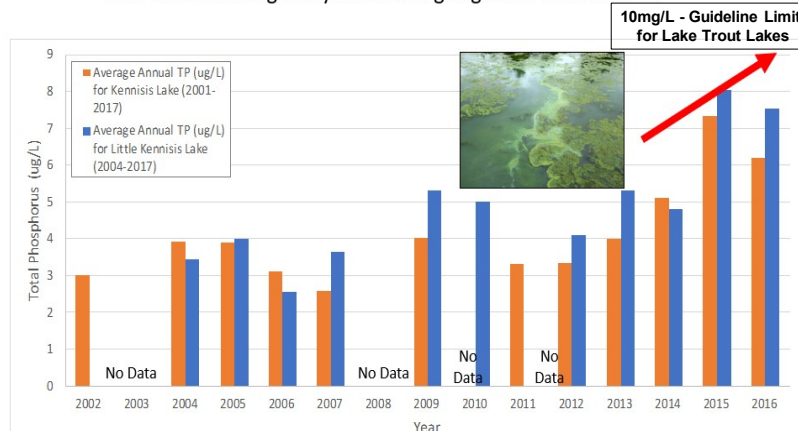 10mg/L - Guideline Limit
for Lake Trout Lakes
Average Annual TP (ug/L)
for Kennisis Lake (2001-
2017)
Average Annual TP (ug/L)
for Little Kennisis Lake
(2004-2017)
Total Phosphorus (ug/L)
9
8
7
6
5
4
3
2
1
0
No Data
No Data
No
Data
No
Data
2002 2003 2004 2005 2006 2007 2008 2009 2010 2011 2012 2013 2014 2015 2016
Year